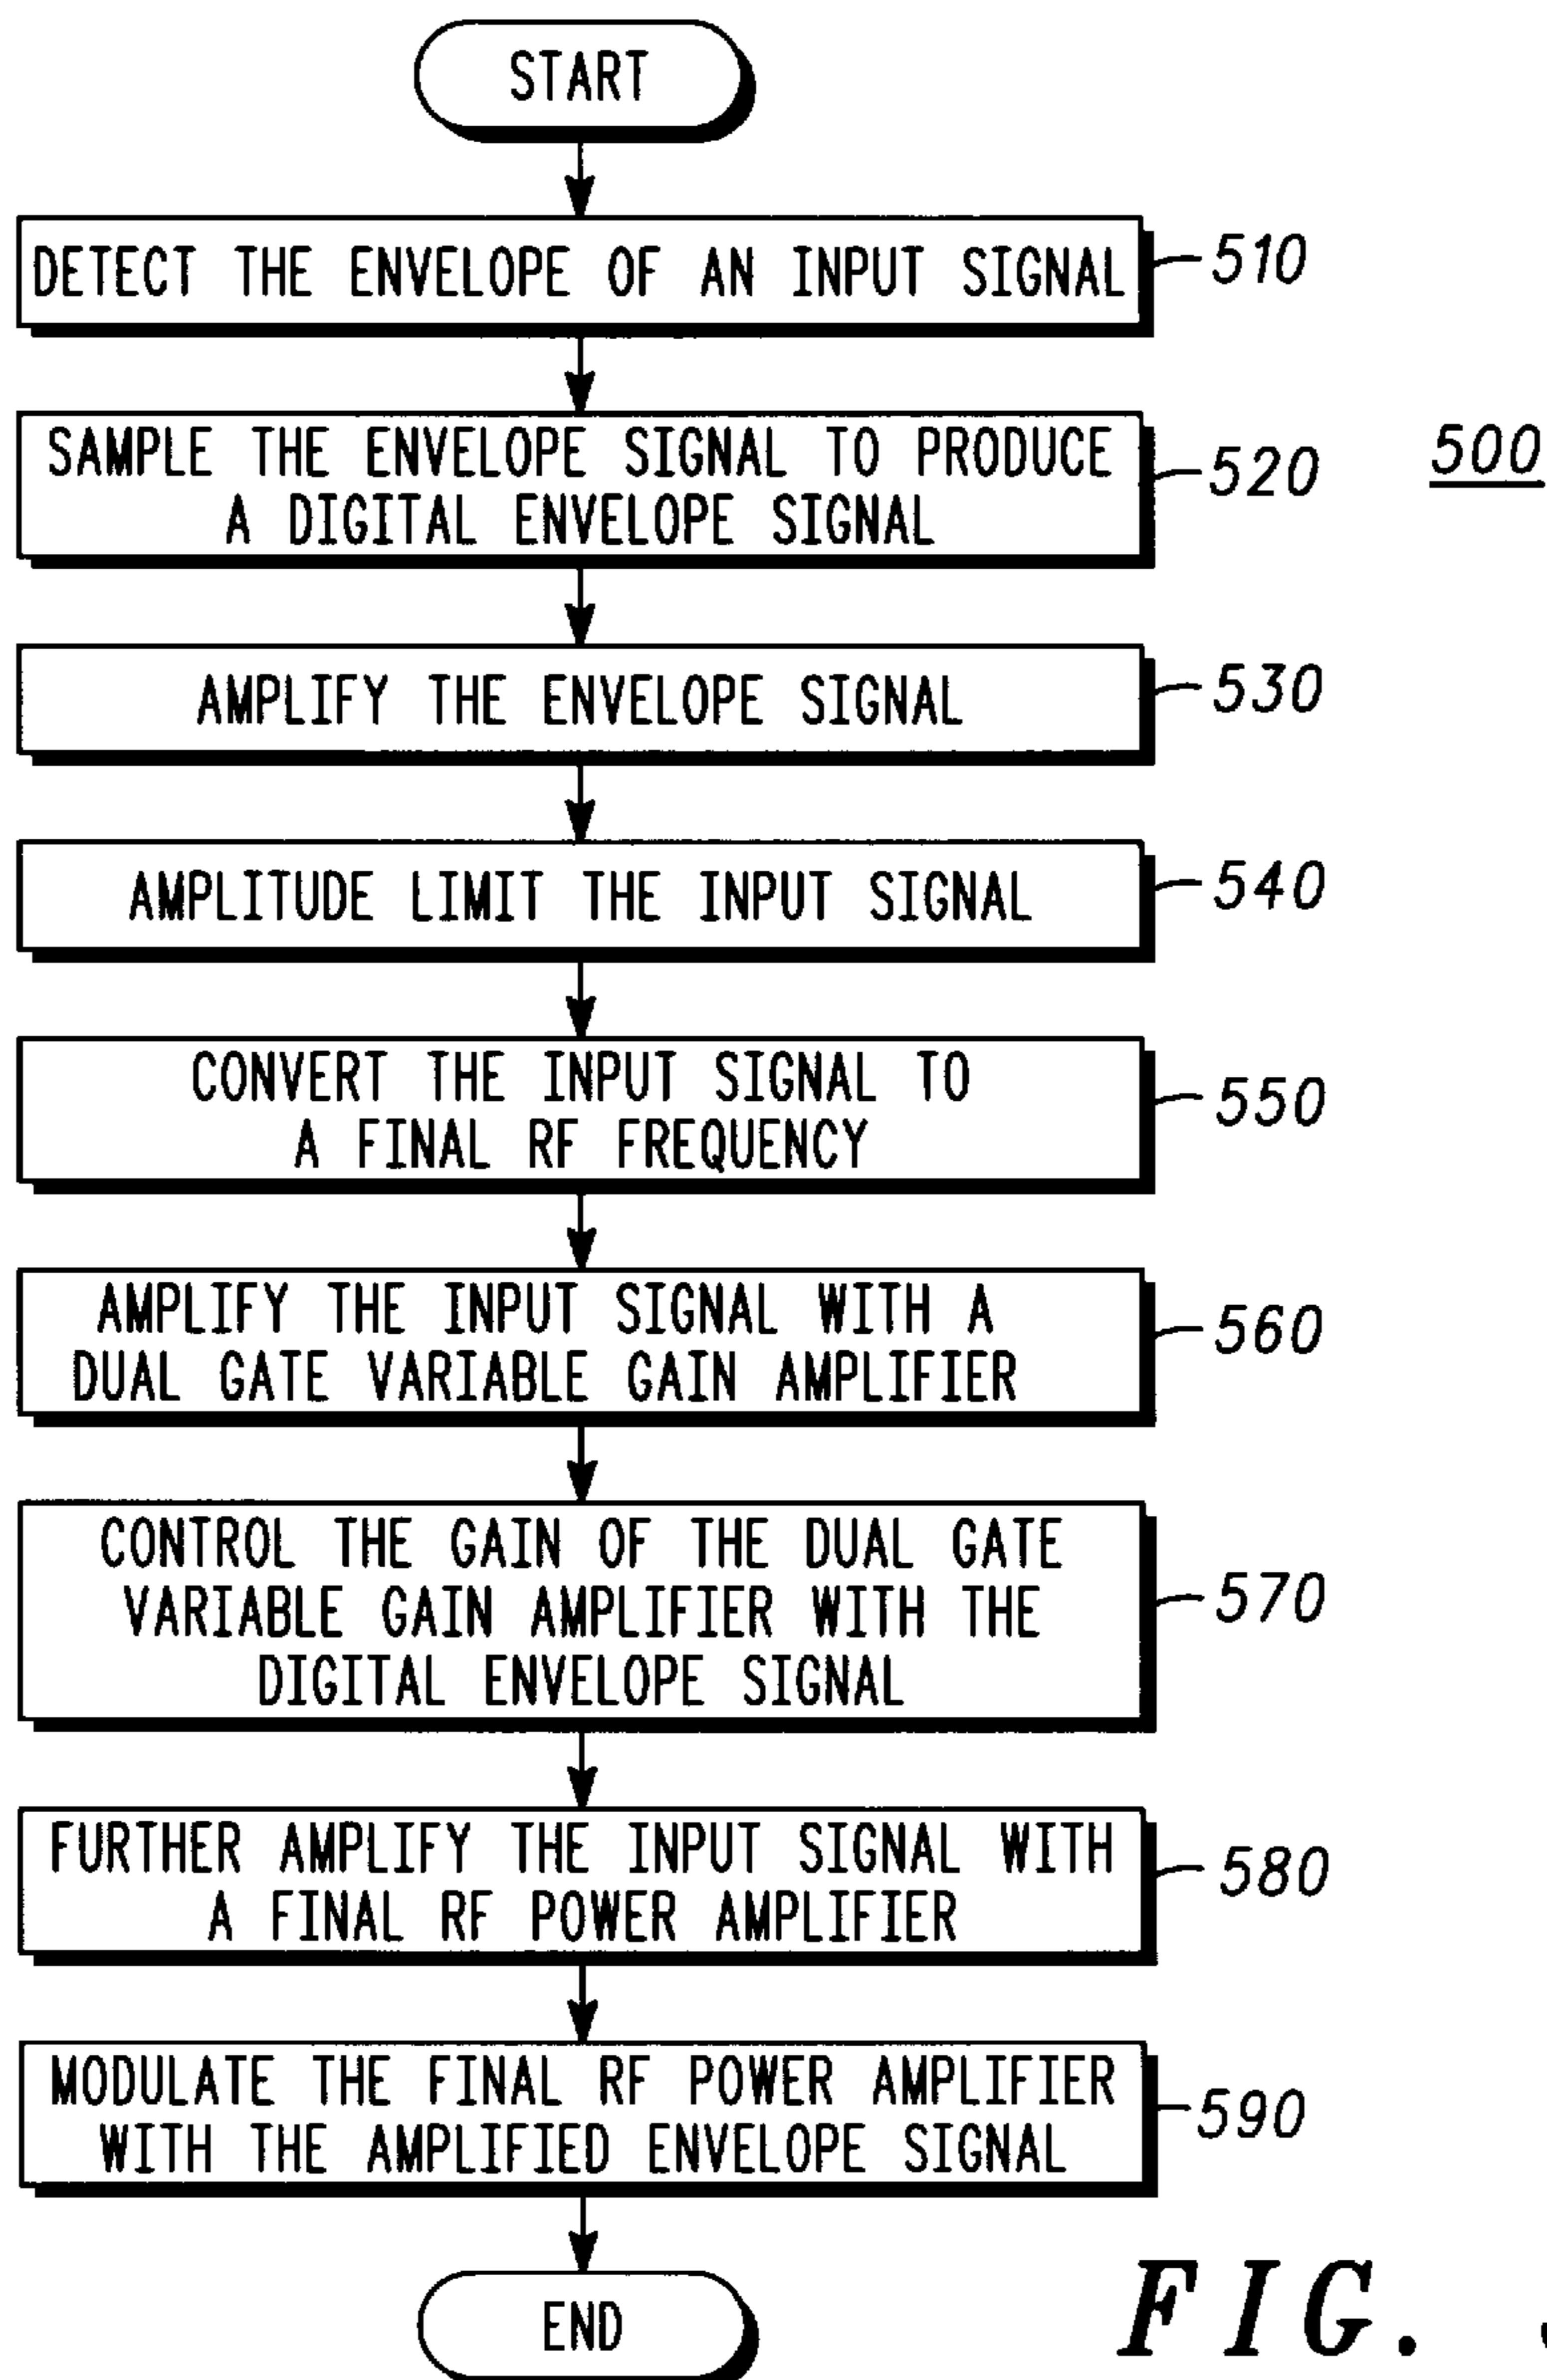 START
DETECT THE ENVELOPE OF AN INPUT SIGNAL
510
SAMPLE THE ENVELOPE SIGNAL TO PRODUCE
A DIGITAL ENVELOPE SIGNAL
520
500
AMPLIFY THE ENVELOPE SIGNAL
530
AMPLITUDE LIMIT THE INPUT SIGNAL
540
CONVERT THE INPUT SIGNAL TO
A FINAL RF FREQUENCY
550
AMPLIFY THE INPUT SIGNAL WITH A
DUAL GATE VARIABLE GAIN AMPLIFIER
560
CONTROL THE GAIN OF THE DUAL GATE
VARIABLE GAIN AMPLIFIER WITH THE
DIGITAL ENVELOPE SIGNAL
570
FURTHER AMPLIFY THE INPUT SIGNAL WITH
A FINAL RF POWER AMPLIFIER
580
MODULATE THE FINAL RF POWER AMPLIFIER
WITH THE AMPLIFIED ENVELOPE SIGNAL
590
END
FIG.